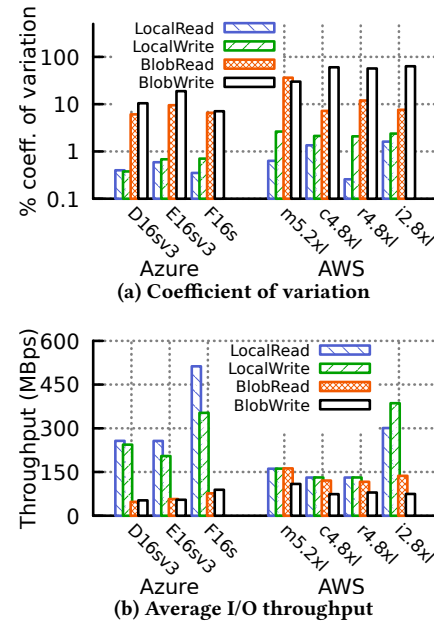 LocalRead
LocalWrite
BlobRead
BlobWrite
% coeff. of variation
100
10
1
0.1
D16sv3
E16sv3
F16s
m5.2xl
c4.8xl
r4.8xl
i2.8xl
Azure
AWS
(a) Coefficient of variation
LocalRead
LocalWrite
BlobRead
BlobWrite
Throughput (MBps)
600
450
300
150
0
D16sv3
E16sv3
F16s
m5.2xl
c4.8xl
r4.8xl
i2.8xl
Azure
AWS
(b) Average I/O throughput